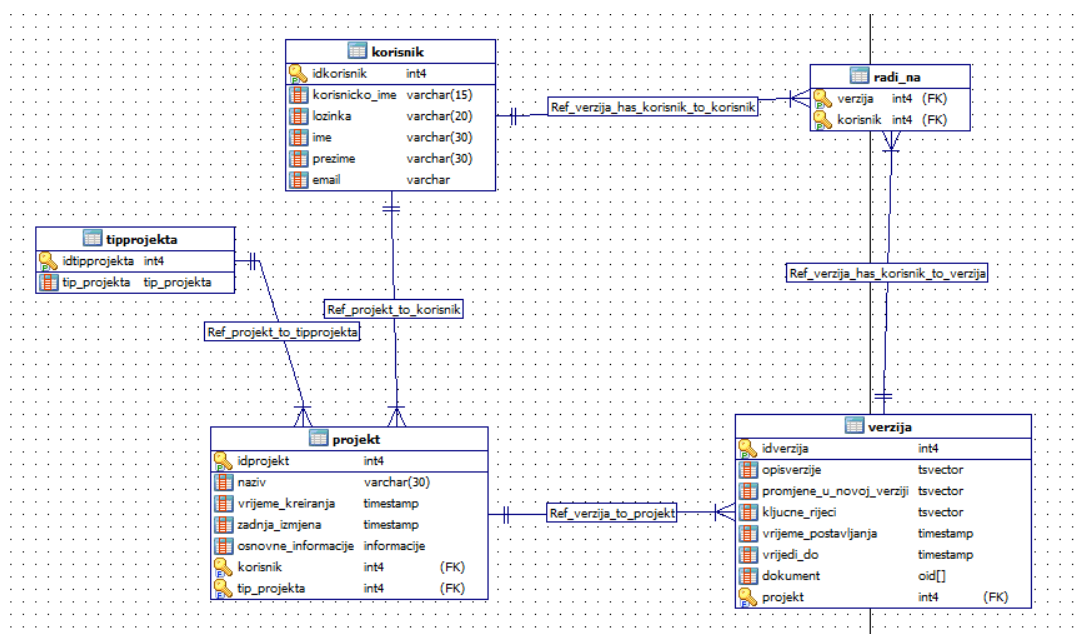 korisnik
idkorisnik int4
korisnicko_ime varchar(15)
lozinka varchar(20)
ime varchar(30)
prezime varchar(30)
email varchar
radi_na
verzija int4 (FK)
korisnik int4 (FK)
Ref_verzija_has_korisnik_to_korisnik
tipprojekta
idtipprojekta int4
tip_projekta tip_projekta
Ref_verzija_has_korisnik_to_verzija
Ref_projekt_to_korisnik
Ref_projekt_to_tipprojekta
projekt
idprojekt int4
naziv varchar(30)
vrijeme_kreiranja timestamp
zadnja_izmjena timestamp
osnovne_informacije informacije
korisnik int4 (FK)
tip_projekta int4 (FK)
Ref_verzija_to_projekt
verzija
idverzija int4
opisverzije tsvector
promjene_u_novoj_verziji tsvector
kljucne_rijeci tsvector
vrijeme_postavljanja timestamp
vrijedi_do timestamp
dokument oid[]
projekt int4 (FK)